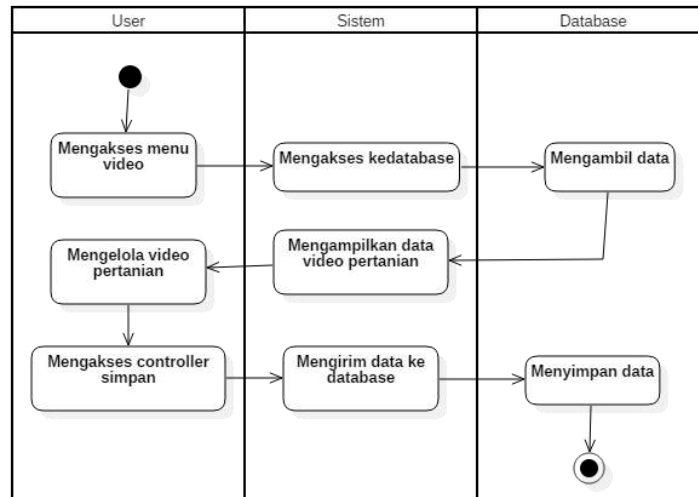 User
Sistem
Database
Mengakses menu
video
Mengakses kedatabase
Mengambil data
Mengelola video
pertanian
Mengampilkan data
video pertanian
Mengakses controller
simpan
Mengirim data ke
database
Menyimpan data